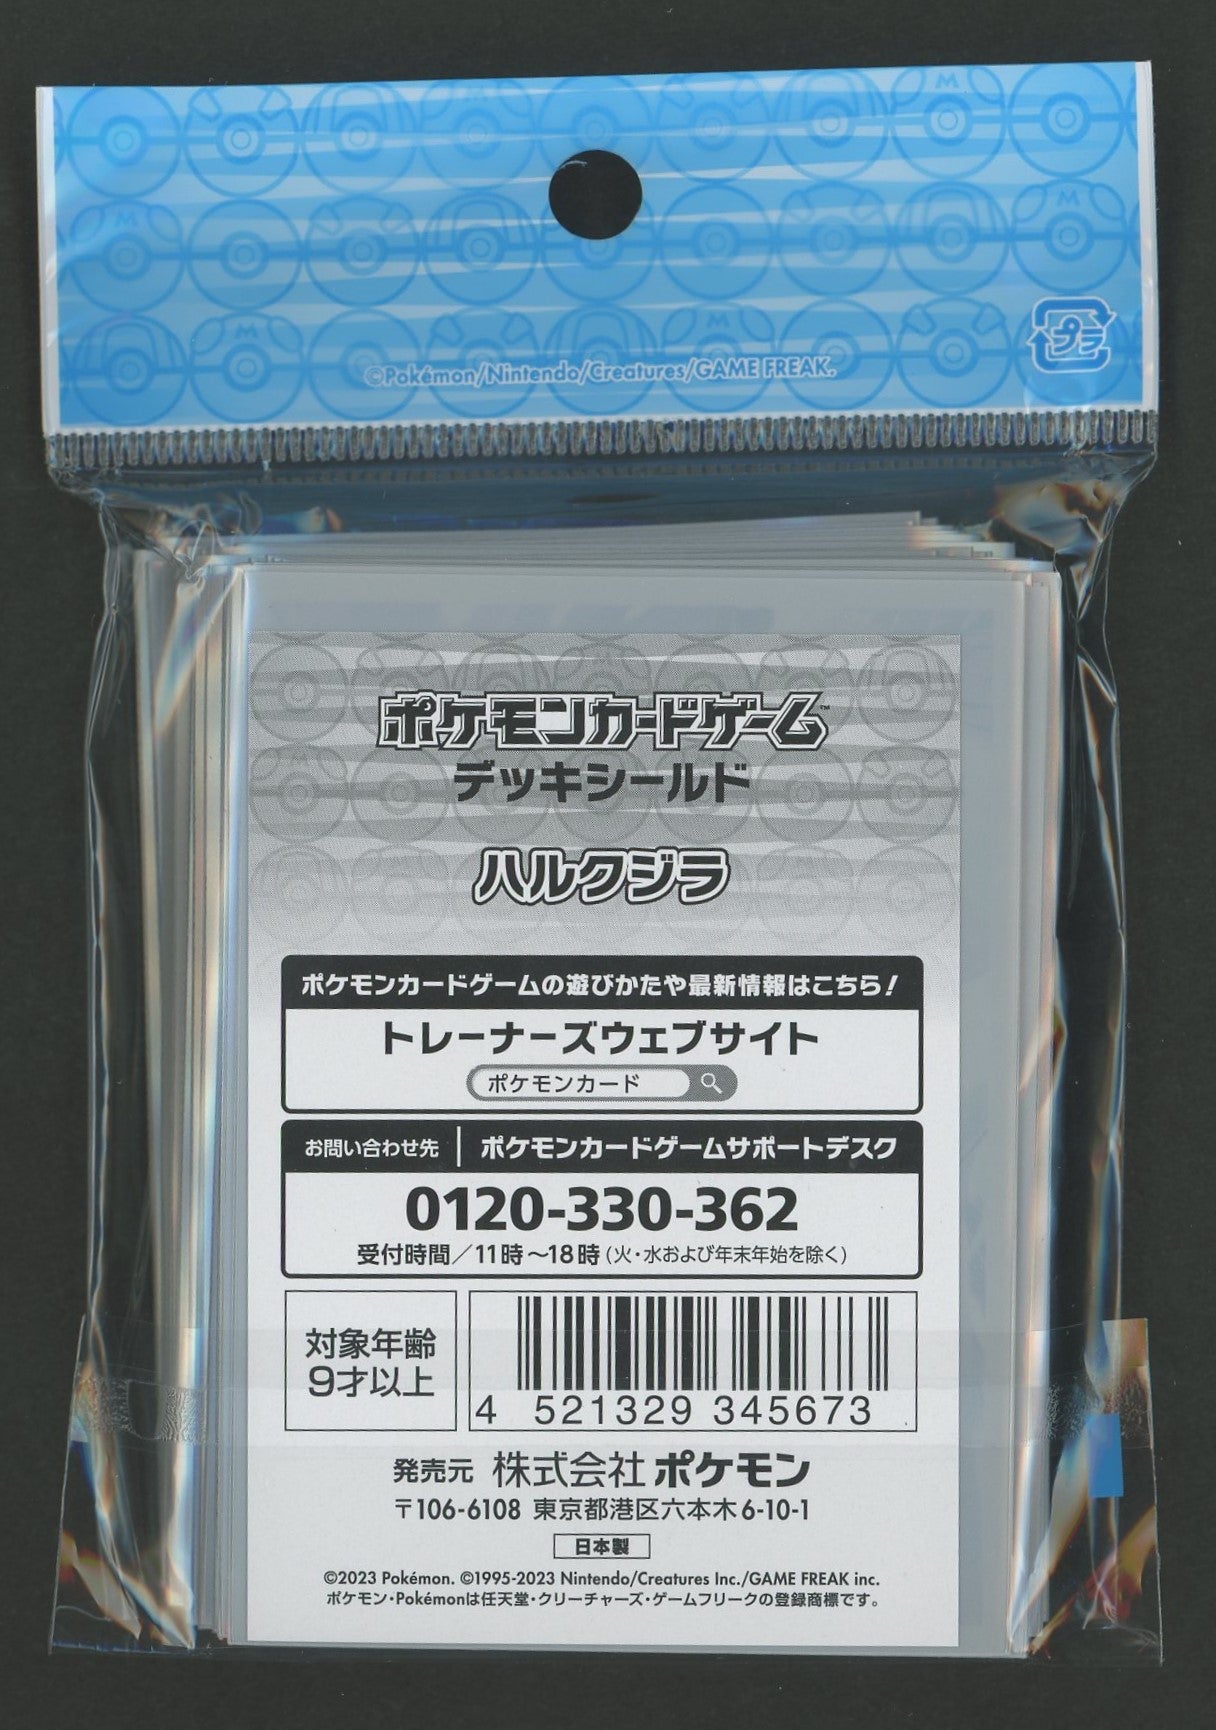 ©Pokémon/Nintendo/Creatures/GAME FREAK.
プラ
ポケモンカードゲーム™
デッキシールド
ハルクジラ
ポケモンカードゲームの遊びかたや最新情報はこちら!
トレーナーズウェブサイト
ポケモンカード
お問い合わせ先 | ポケモンカードゲームサポートデスク
0120-330-362
受付時間/11時～18時(火・水および年末年始を除く)
対象年齢
9才以上
4 521329 345673
発売元 株式会社ポケモン
〒106-6108 東京都港区六本木6-10-1
日本製
©2023 Pokémon. ©1995-2023 Nintendo/Creatures Inc./GAME FREAK inc.
ポケモン・Pokémonは任天堂・クリーチャーズ・ゲームフリークの登録商標です。